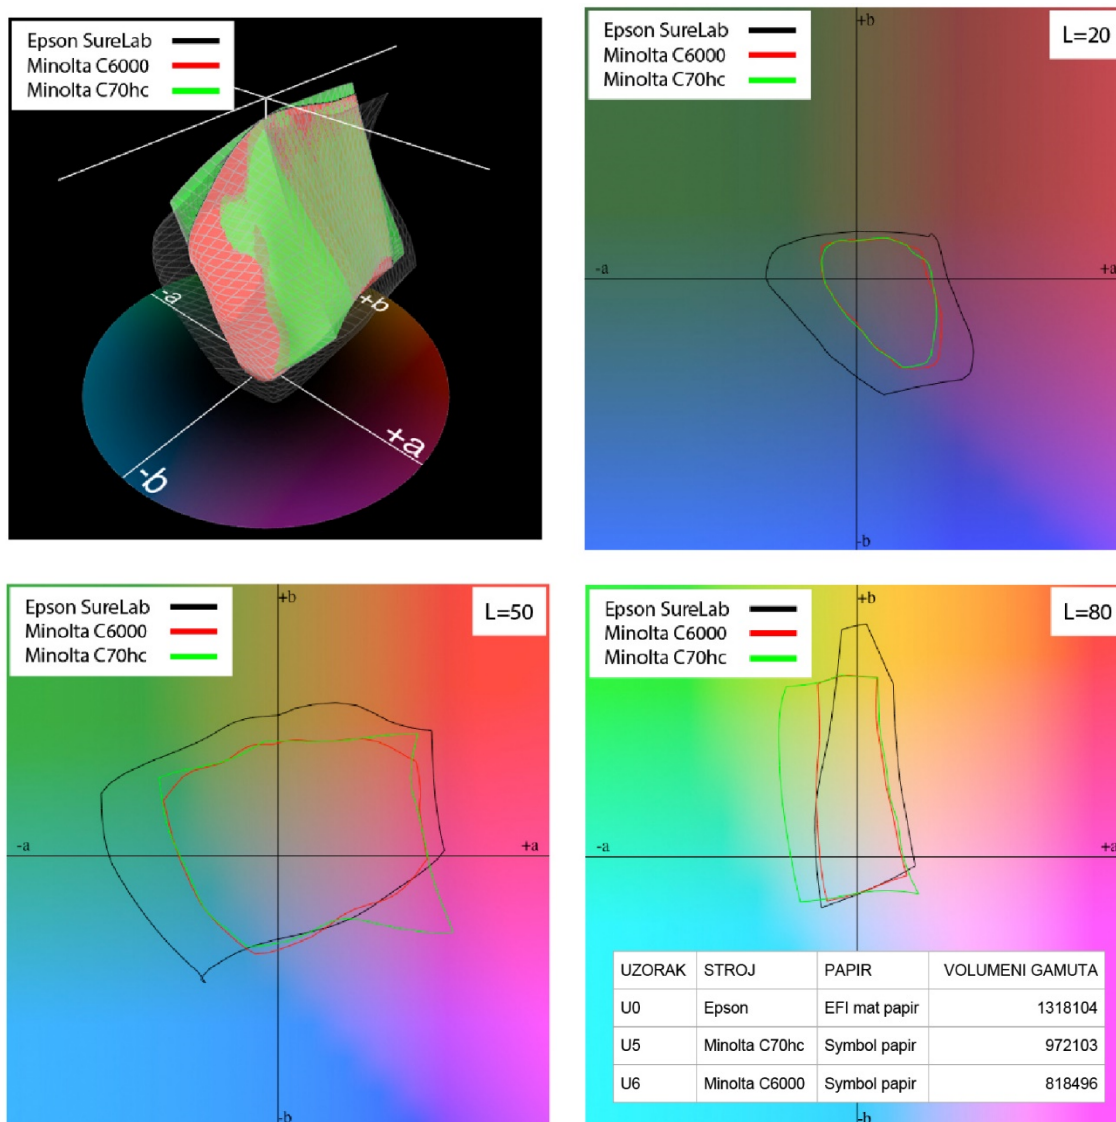 Epson SureLab
Minolta C6000
Minolta C70hc
-a
+b
+a
-b
Epson SureLab
Minolta C6000
Minolta C70hc
+b
L=20
-a
+a
-b
Epson SureLab
Minolta C6000
Minolta C70hc
+b
L=50
-a
+a
-b
Epson SureLab
Minolta C6000
Minolta C70hc
+b
L=80
-a
+a
UZORAK STROJ PAPIR VOLUMENI GAMUTA
U0 Epson EFI mat papir 1318104
U5 Minolta C70hc Symbol papir 972103
U6 Minolta C6000 Symbol papir 818496
-b